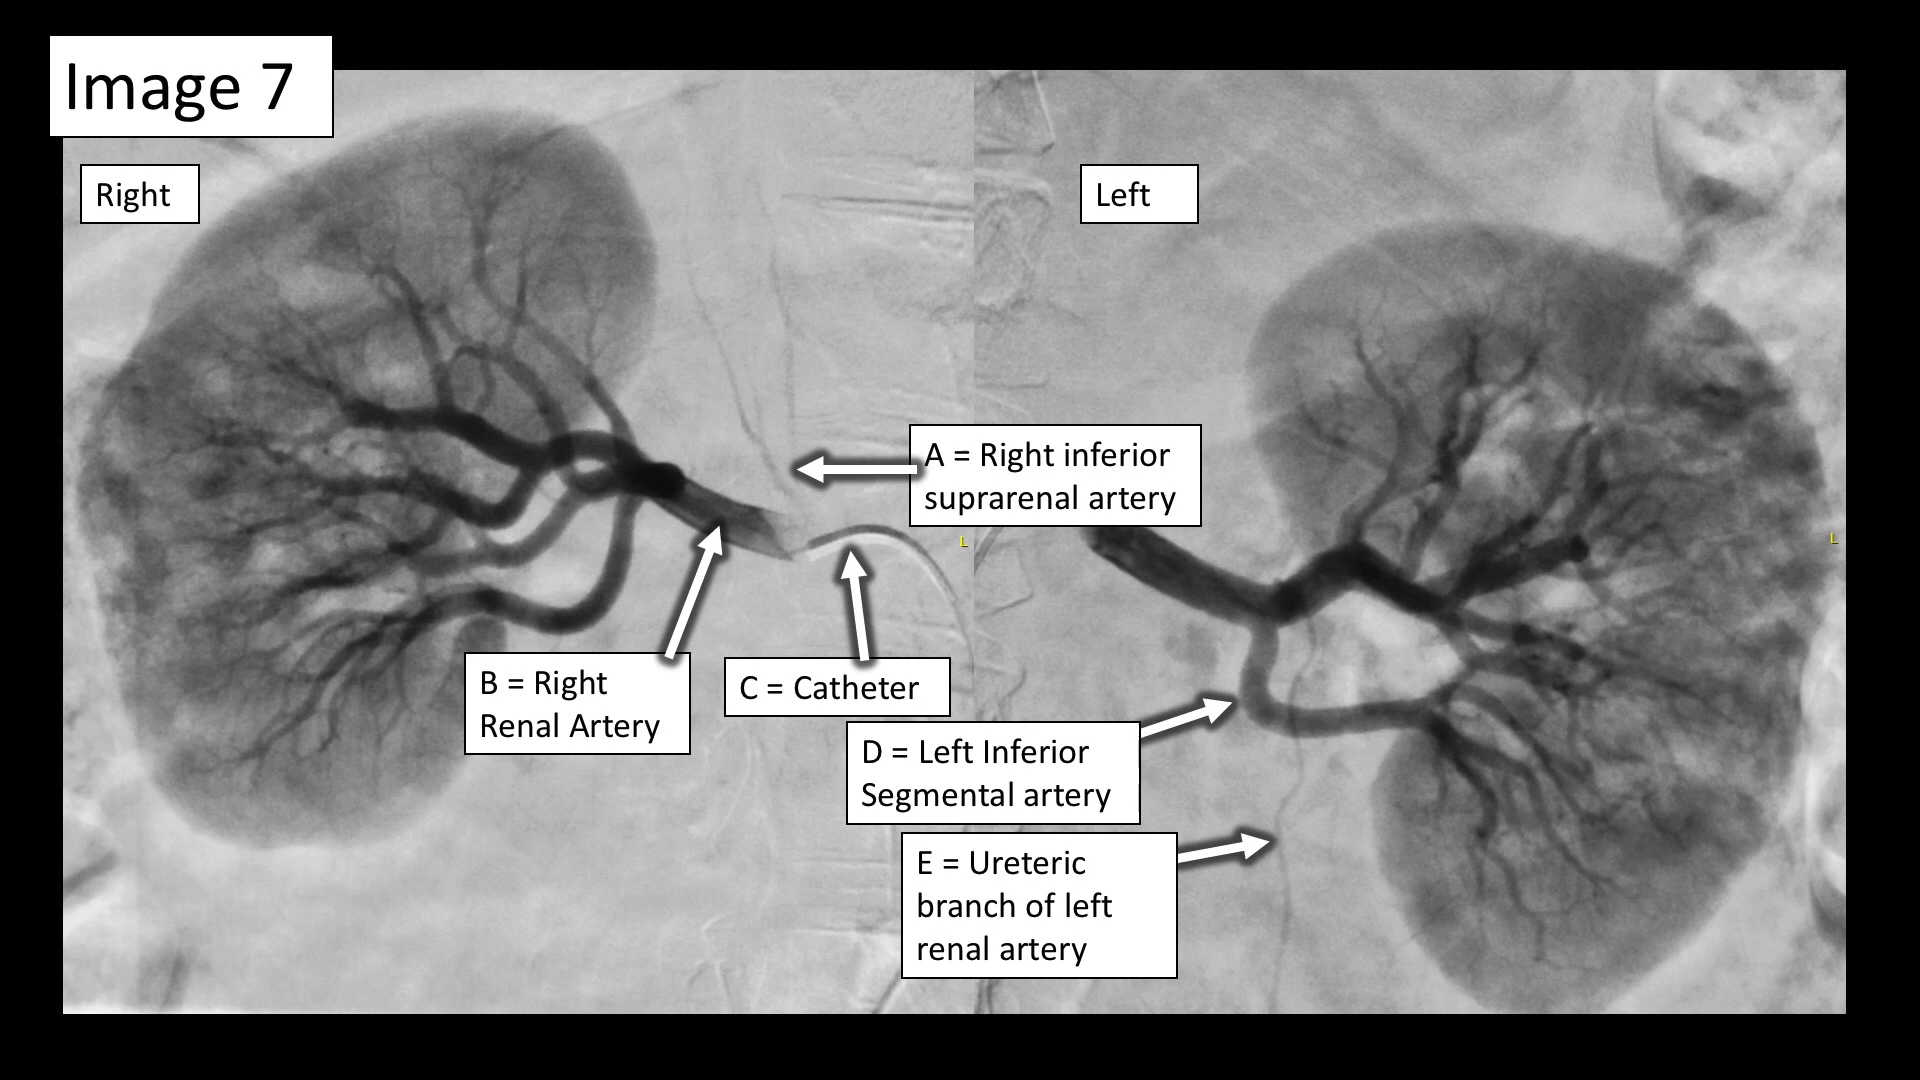 Image 7
Right
Left
A = Right inferior
suprarenal artery
L
L
B = Right
Renal Artery
C = Catheter
D = Left Inferior
Segmental artery
E = Ureteric
branch of left
renal artery